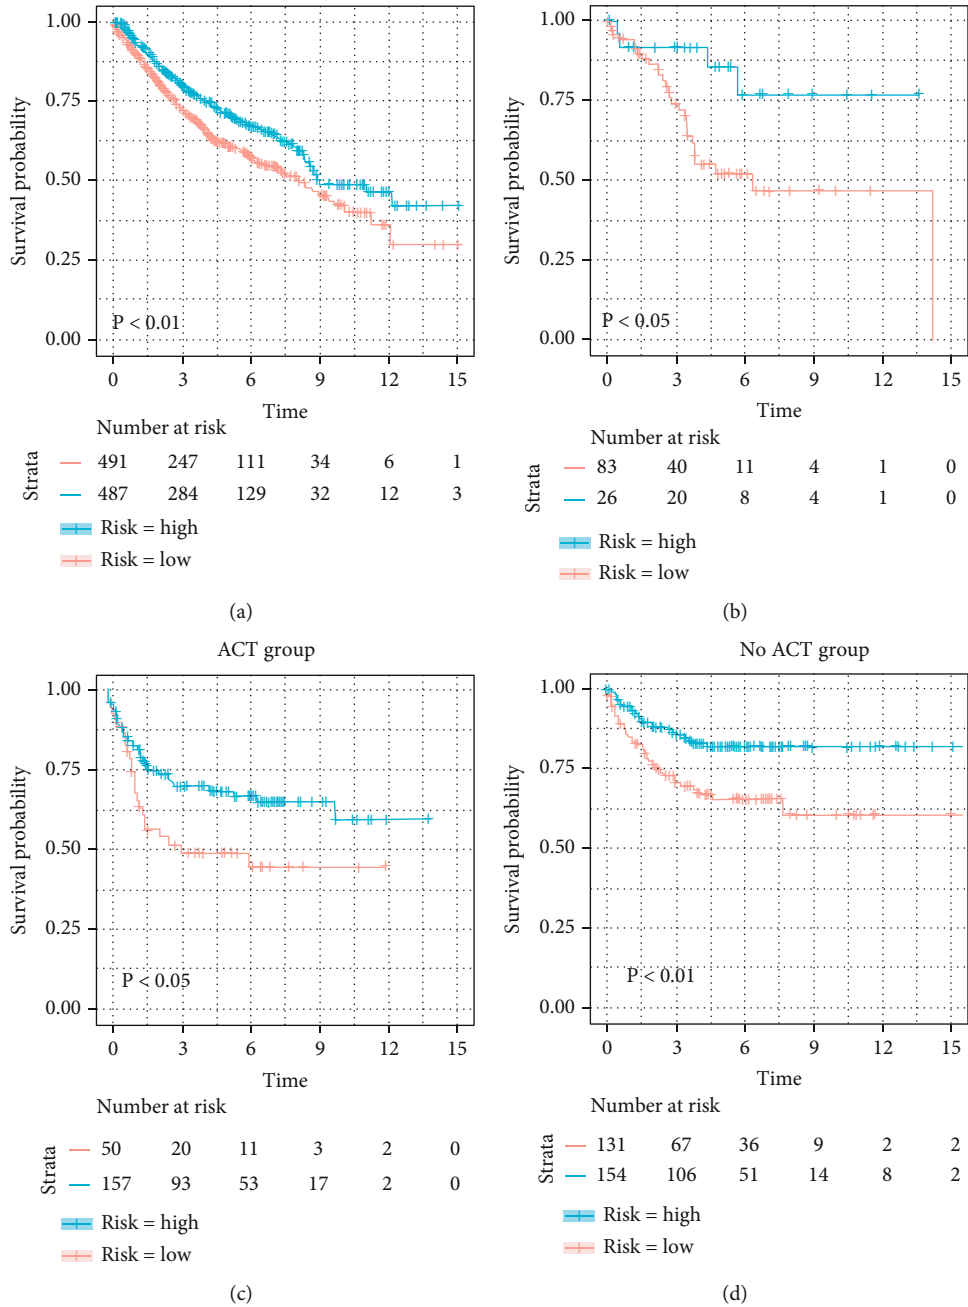 1.00
0.75
0.50
0.25
0.00
Survival probability
P < 0.01
0 3 6 9 12 15
Time
Number at risk
Strata
491 247 111 34 6 1
487 284 129 32 12 3
Risk = high
Risk = low
(a)
1.00
0.75
0.50
0.25
0.00
Survival probability
P < 0.05
0 3 6 9 12 15
Time
Number at risk
Strata
83 40 11 4 1 0
26 20 8 4 1 0
Risk = high
Risk = low
(b)
ACT group
1.00
0.75
0.50
0.25
0.00
Survival probability
P < 0.05
0 3 6 9 12 15
Time
Number at risk
Strata
50 20 11 3 2 0
157 93 53 17 2 0
Risk = high
Risk = low
(c)
No ACT group
1.00
0.75
0.50
0.25
0.00
Survival probability
P < 0.01
0 3 6 9 12 15
Time
Number at risk
Strata
131 67 36 9 2 2
154 106 51 14 8 2
Risk = high
Risk = low
(d)